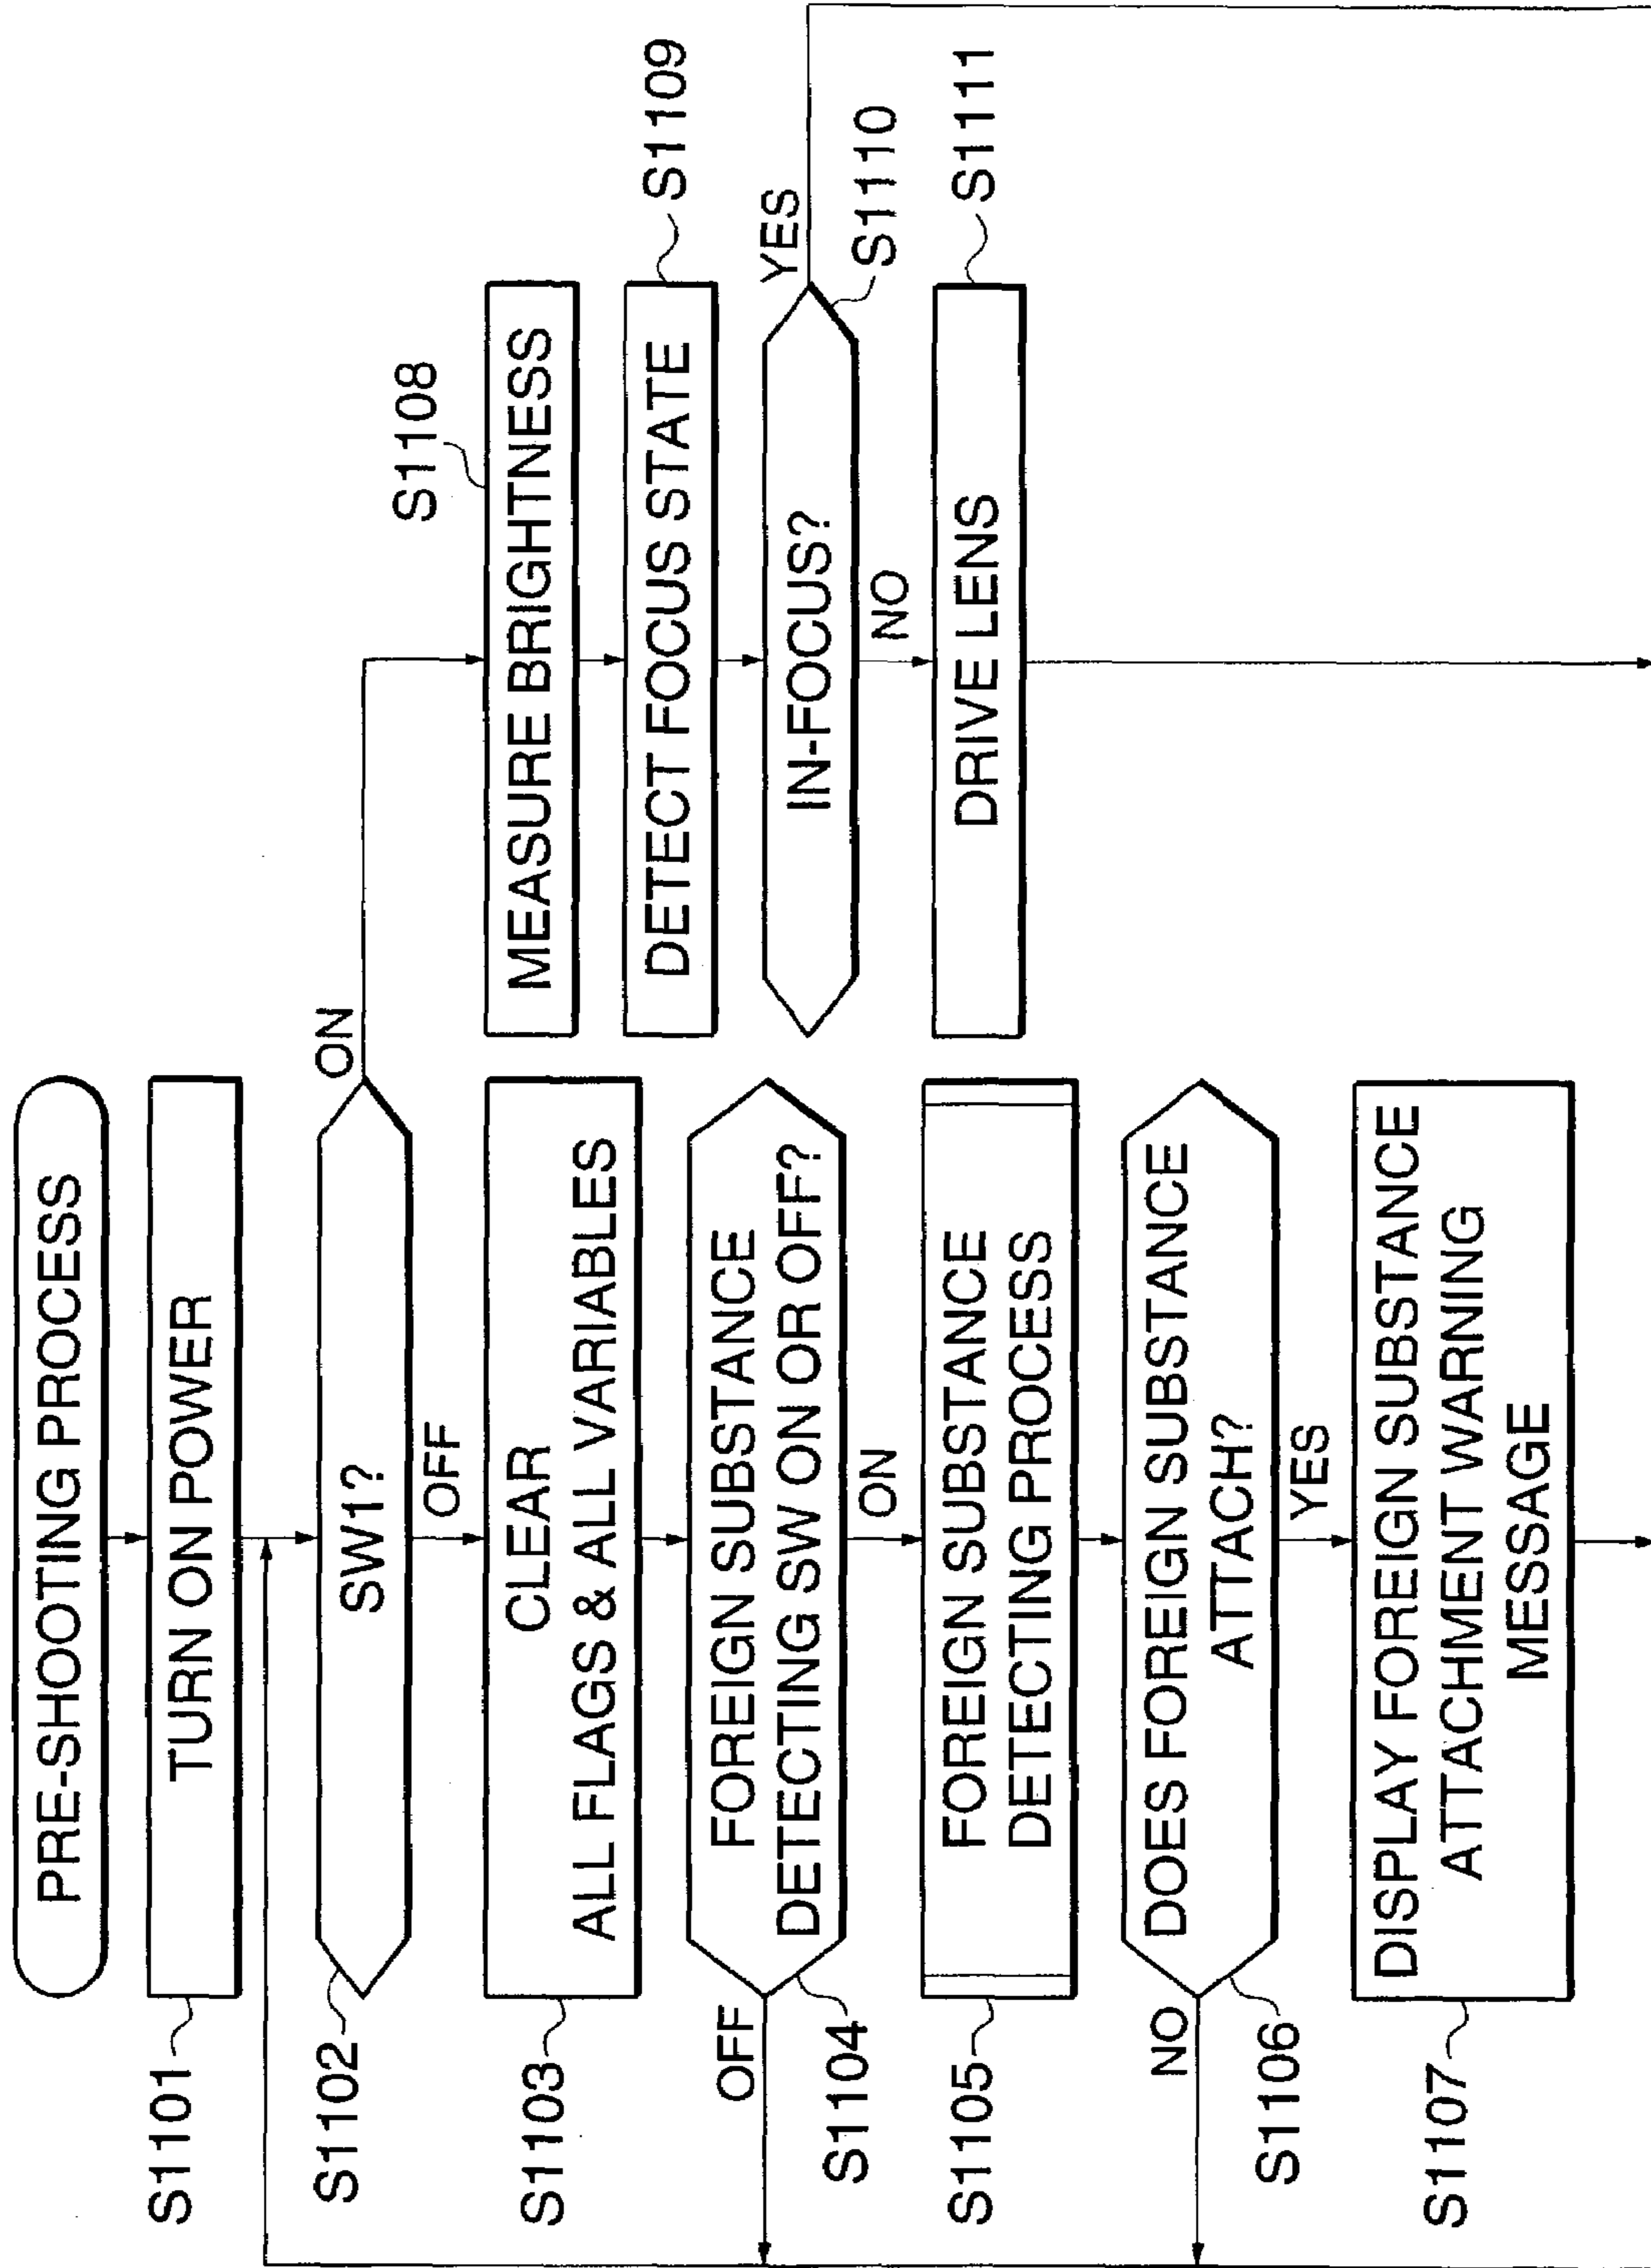 PRE-SHOOTING PROCESS
S1101
TURN ON POWER
S1102
SW1?
ON
OFF
S1103
CLEAR
ALL FLAGS & ALL VARIABLES
OFF
S1104
FOREIGN SUBSTANCE
DETECTING SW ON OR OFF?
ON
S1105
FOREIGN SUBSTANCE
DETECTING PROCESS
NO
S1106
DOES FOREIGN SUBSTANCE
ATTACH?
YES
S1107
DISPLAY FOREIGN SUBSTANCE
ATTACHMENT WARNING
MESSAGE
S1108
MEASURE BRIGHTNESS
DETECT FOCUS STATE
S1109
IN-FOCUS?
YES
S1110
NO
DRIVE LENS
S1111